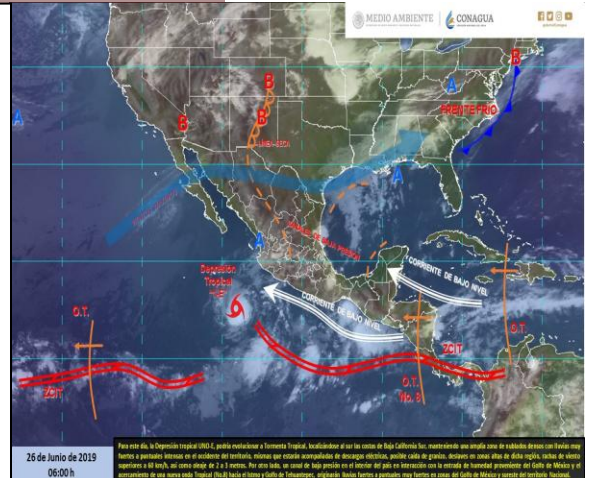 MEDIO AMBIENTE
CONAGUA
B
A
A
FRENTE FRÍO
B
B
B
LINEA SECA
A
CANAL DE BAJA PRESIÓN
A
Depresión
Tropical
CORRIENTE DE BAJO NIVEL
CORRIENTE DE BAJO NIVEL
O.T.
O.T.
ZCIT
ZCIT
O.T.
No. 8
26 de Junio de 2019
06:00 h
Para este día, la Depresión tropical UNO-E, podría evolucionar a Tormenta Tropical, localizándose al sur las costas de Baja California Sur, manteniendo una amplia zona de nublados densos con lluvias muy
fuertes a puntuales intensas en el occidente del territorio, mismas que estarán acompañadas de descargas eléctricas, posible caída de granizo, deslaves en zonas altas de dicha región, rachas de viento
superiores a 60 km/h, así como oleaje de 2 a 3 metros. Por otro lado, un canal de baja presión en el interior del país en interacción con la entrada de humedad proveniente del Golfo de México y el
acercamiento de una nueva onda Tropical (No.8) hacia el Istmo y Golfo de Tehuantepec, originarán lluvias fuertes a puntuales muy fuertes en zonas del Golfo de México y sureste del territorio Nacional.